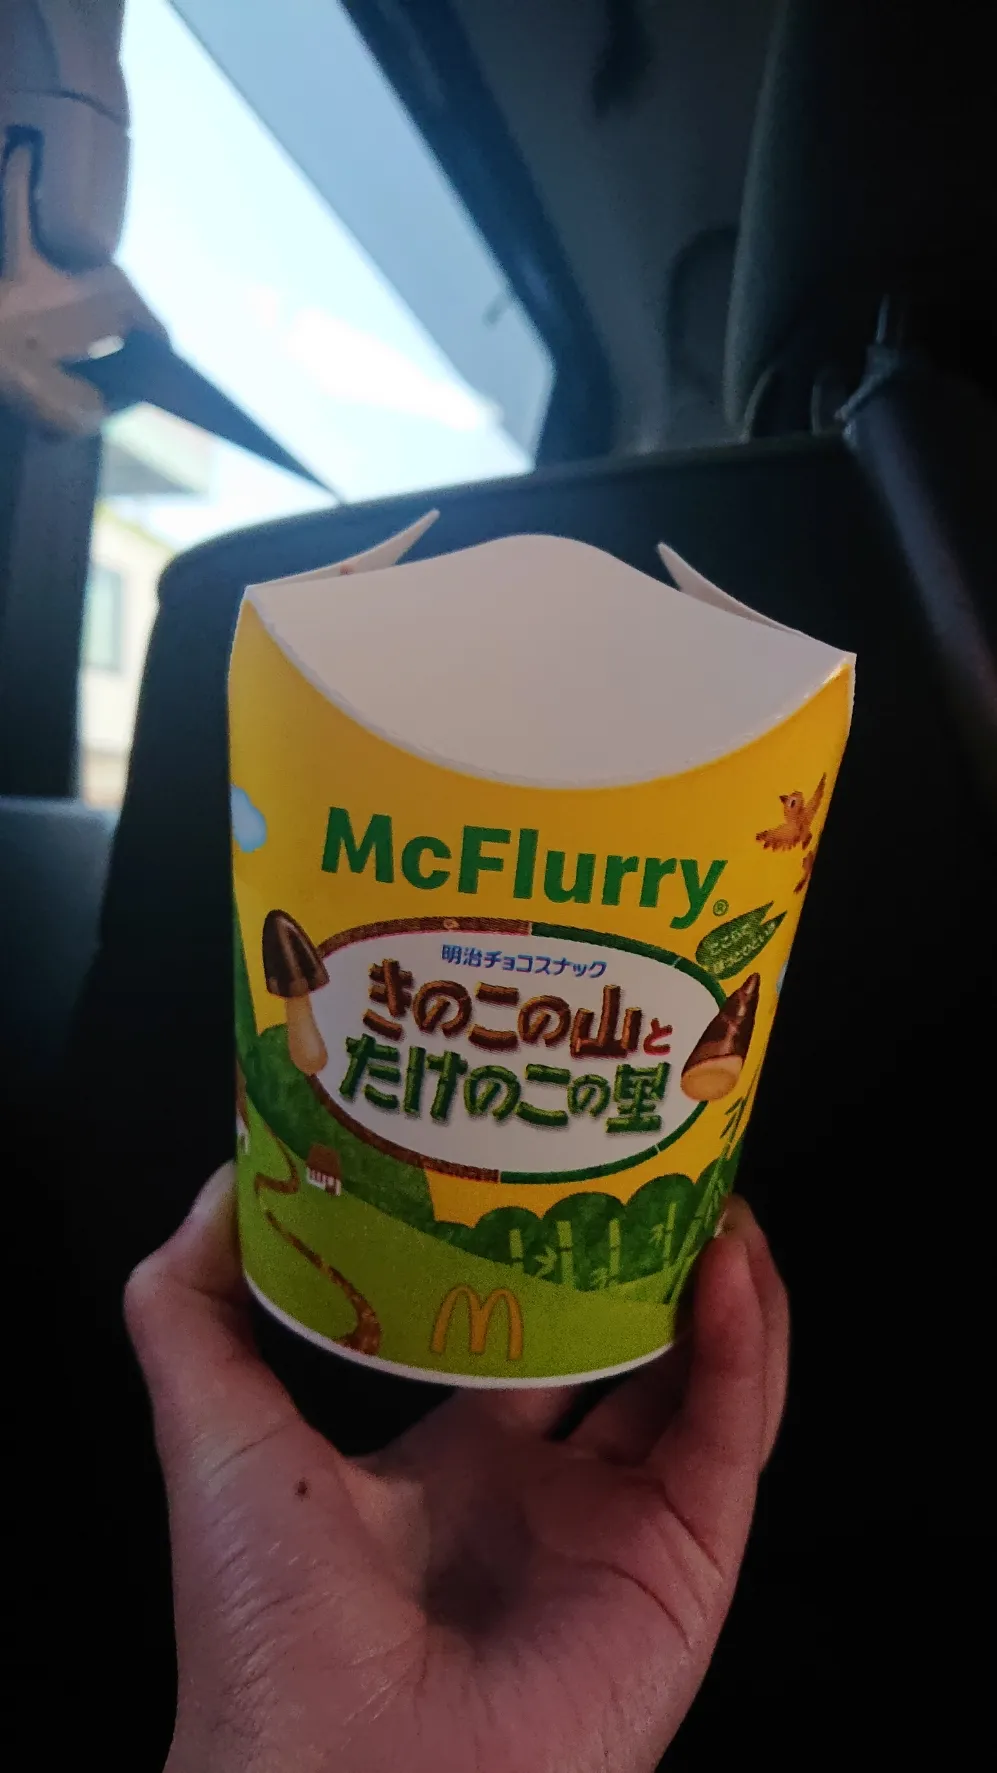 McFlurry®
明治チョコスナック
きのこの山と
たけのこの里